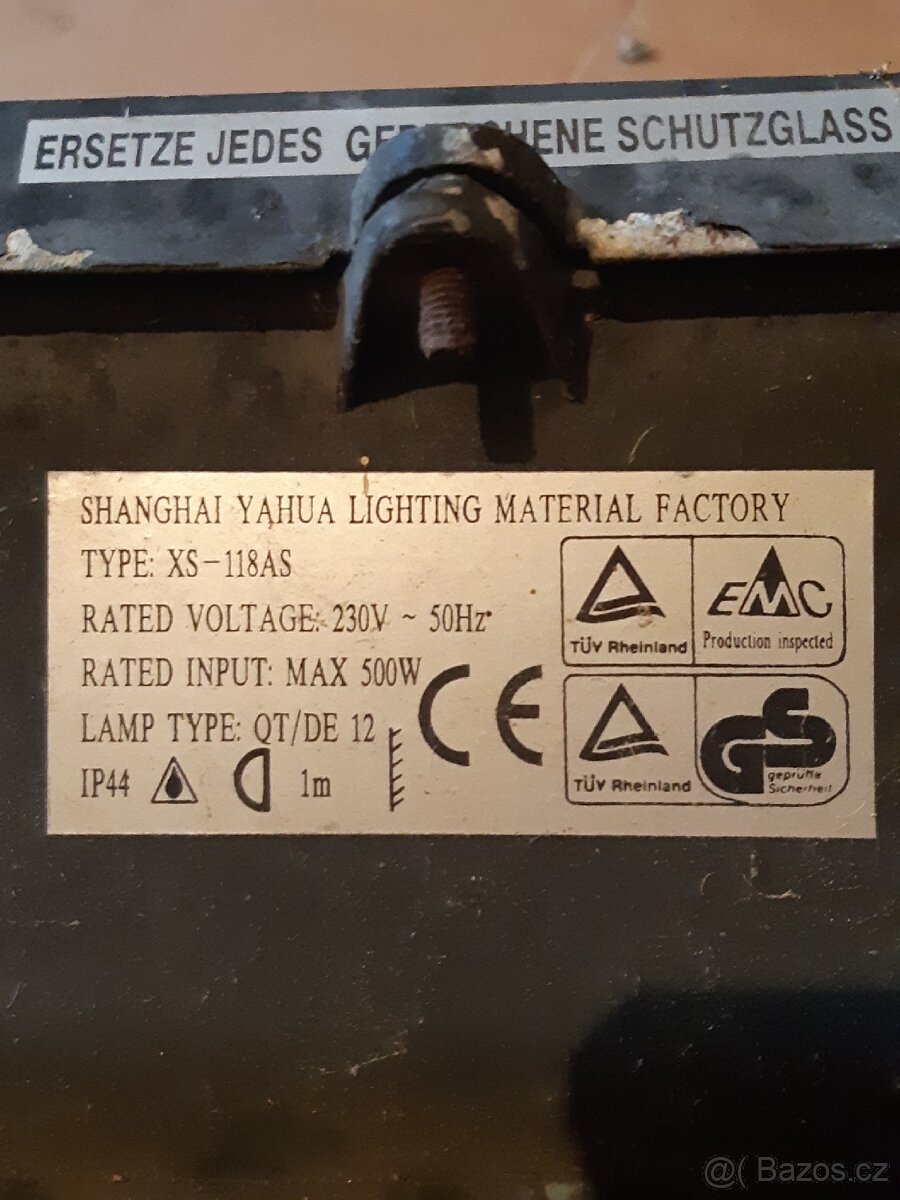 ERSETZE JEDES SCHUTZGLASS
SHANGHAI YAHUA LIGHTING MATERIAL FACTORY
TYPE: XS-118AS
RATED VOLTAGE: 230V ~ 50Hz
RATED INPUT: MAX 500W
LAMP TYPE: QT/DE 12
IP44 1m
CE
TÜV Rheinland
EMC
Production inspected
TÜV Rheinland
GS
geprüfte
Sicherheit
@( Bazos.cz